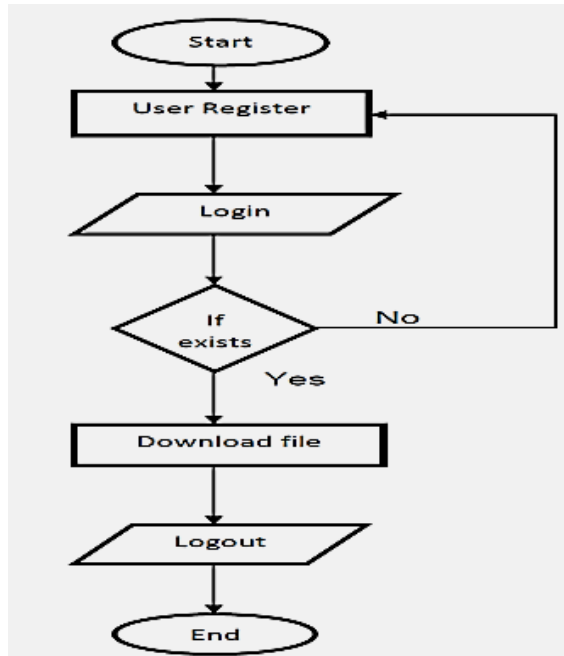 Start
User Register
Login
If
exists
No
Yes
Download file
Logout
End